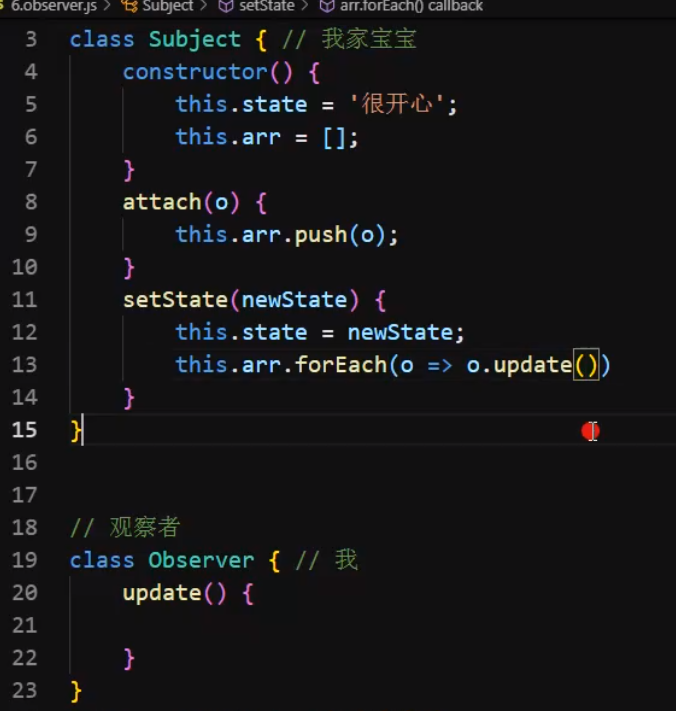 6.observer.js > Subject > setState > arr.forEach() callback
3 class Subject { // 我家宝宝
4     constructor() {
5         this.state = '很开心';
6         this.arr = [];
7     }
8     attach(o) {
9         this.arr.push(o);
10     }
11     setState(newState) {
12         this.state = newState;
13         this.arr.forEach(o => o.update())
14     }
15 }
16
17
18 // 观察者
19 class Observer { // 我
20     update() {
21
22     }
23 }